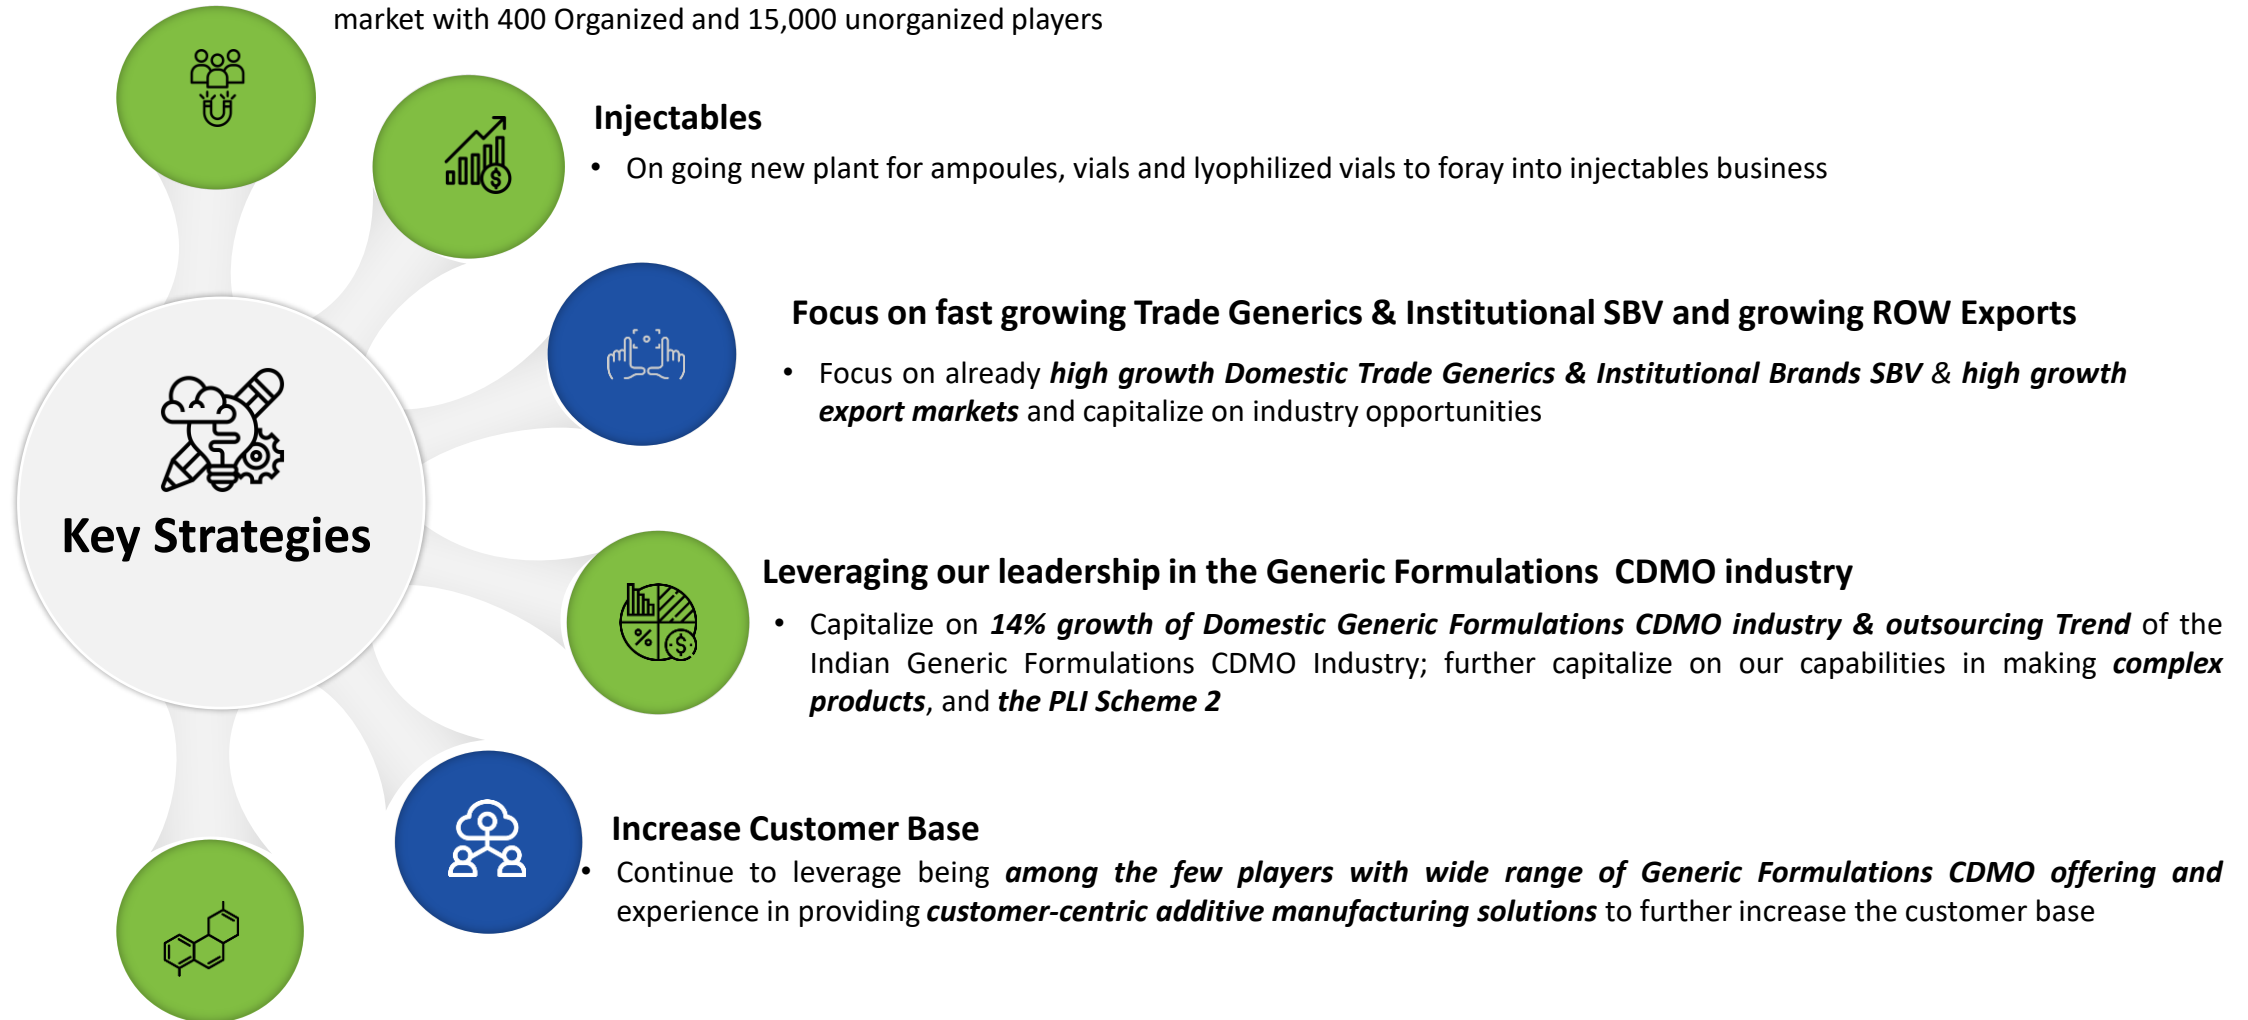 market with 400 Organized and 15,000 unorganized players
Injectables
• On going new plant for ampoules, vials and lyophilized vials to foray into injectables business
Focus on fast growing Trade Generics & Institutional SBV and growing ROW Exports
• Focus on already high growth Domestic Trade Generics & Institutional Brands SBV & high growth
export markets and capitalize on industry opportunities
Key Strategies
Leveraging our leadership in the Generic Formulations CDMO industry
• Capitalize on 14% growth of Domestic Generic Formulations CDMO industry & outsourcing Trend of the
Indian Generic Formulations CDMO Industry; further capitalize on our capabilities in making complex
products, and the PLI Scheme 2
Increase Customer Base
• Continue to leverage being among the few players with wide range of Generic Formulations CDMO offering and
experience in providing customer-centric additive manufacturing solutions to further increase the customer base